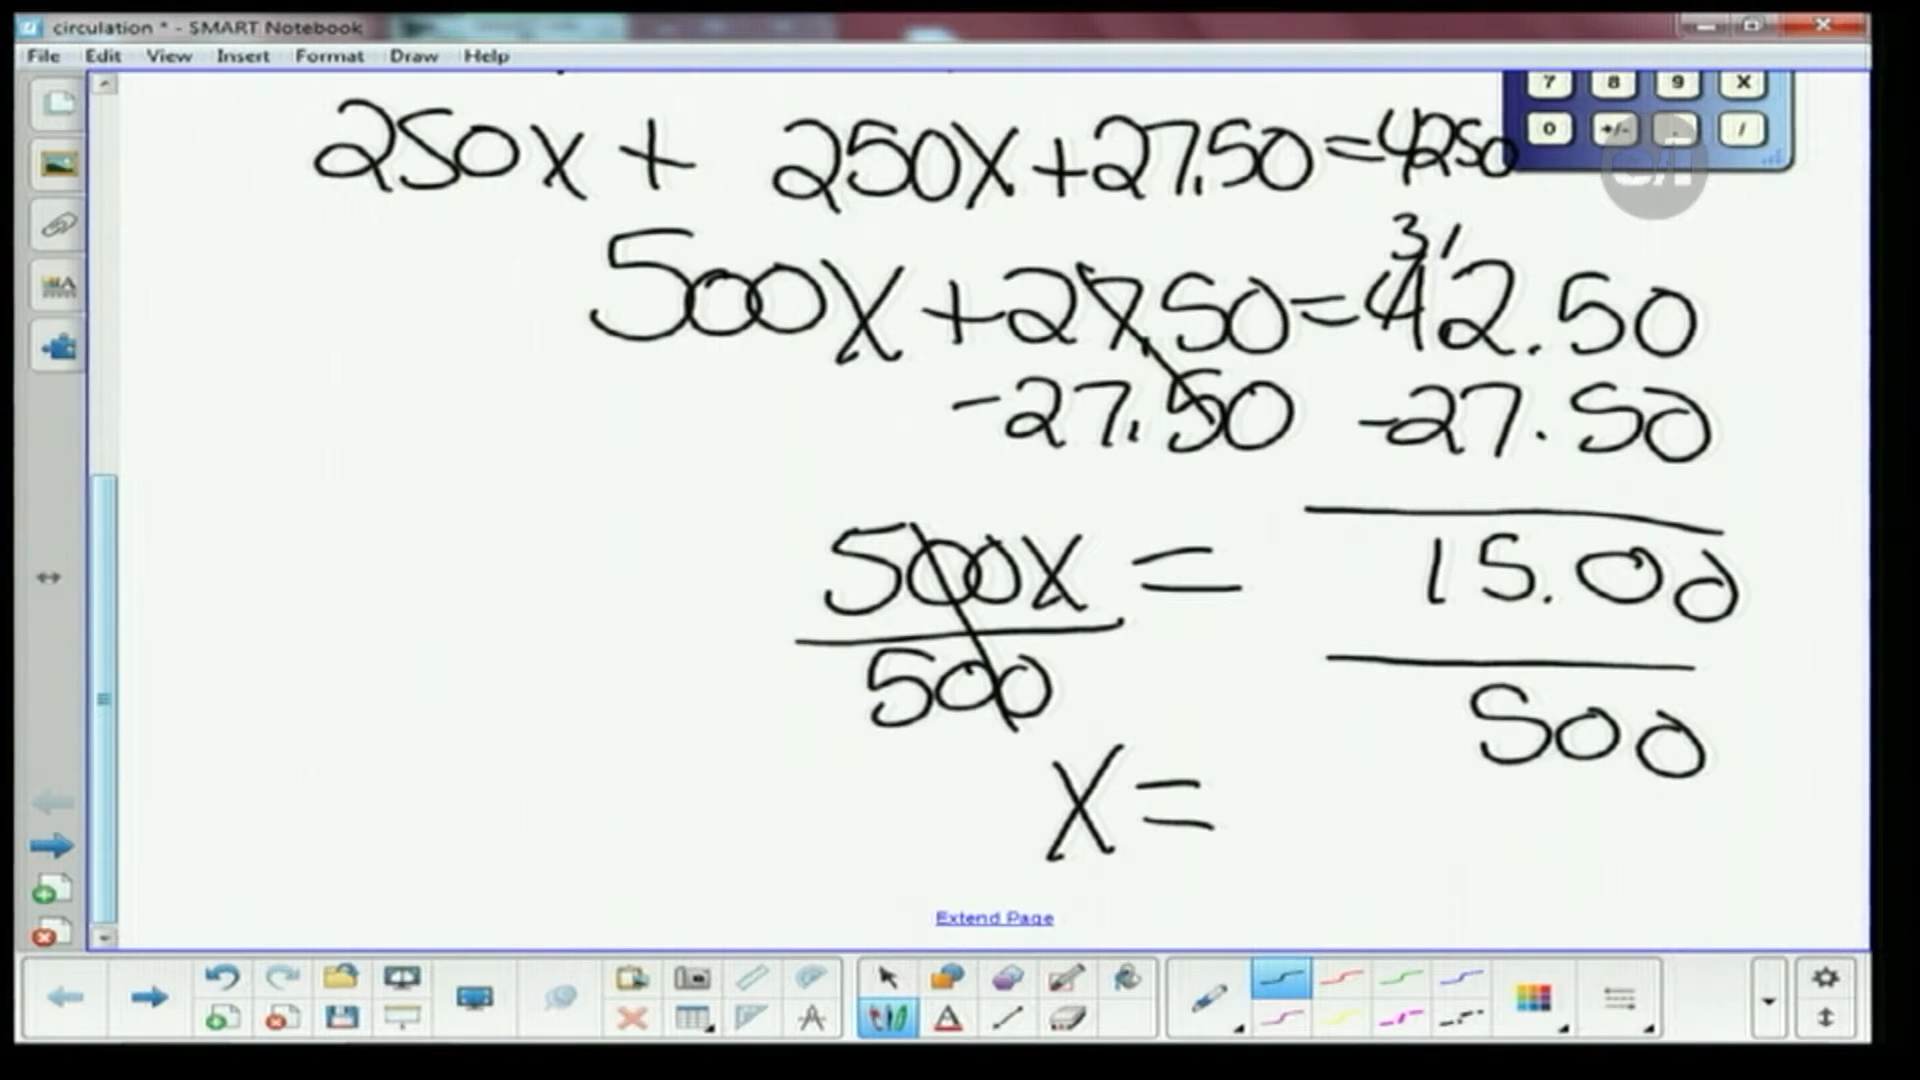 circulation * - SMART Notebook
File Edit View Insert Format Draw Help
7 8 9 X
0 +/- . /
250x + 250x + 27.50 = 4250
3 1
500x + 27.50 = 42.50
-27.50 -27.50
500x = 15.00
500 500
x =
Extend Page